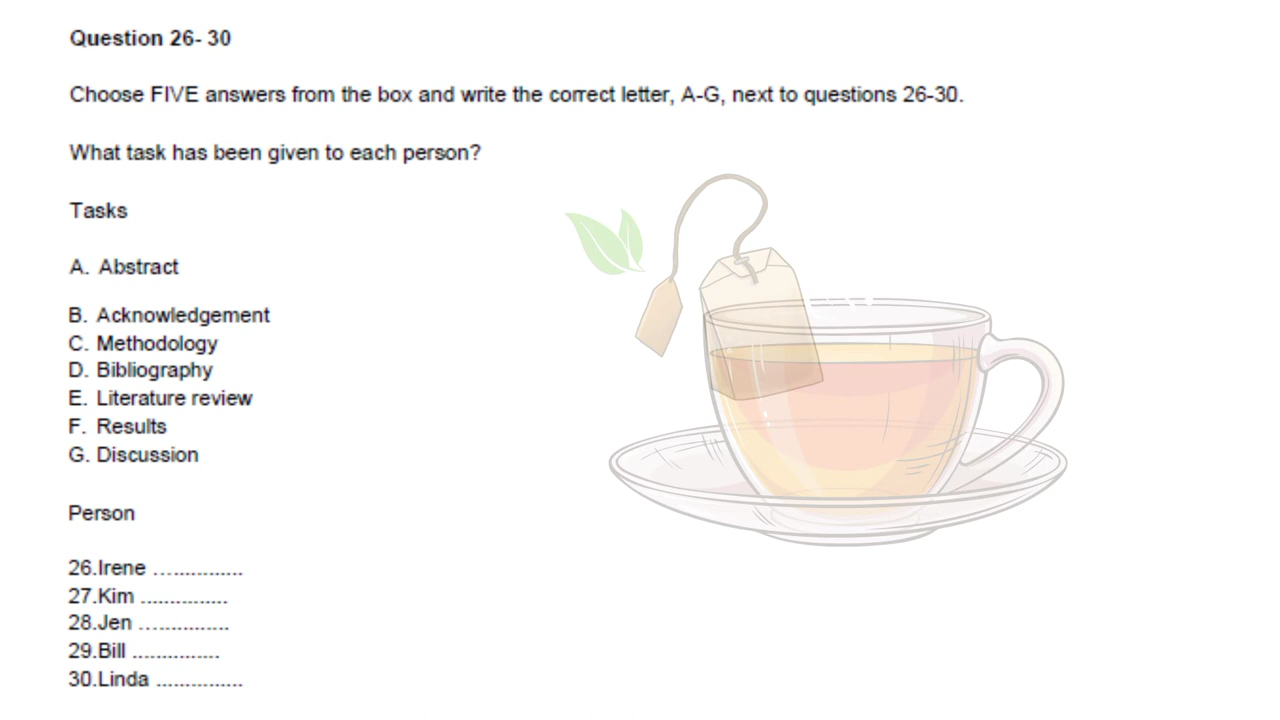 Question 26- 30
Choose FIVE answers from the box and write the correct letter, A-G, next to questions 26-30.
What task has been given to each person?
Tasks
A. Abstract
B. Acknowledgement
C. Methodology
D. Bibliography
E. Literature review
F. Results
G. Discussion
Person
26.Irene ................
27.Kim ...............
28.Jen ................
29.Bill ...............
30.Linda ...............